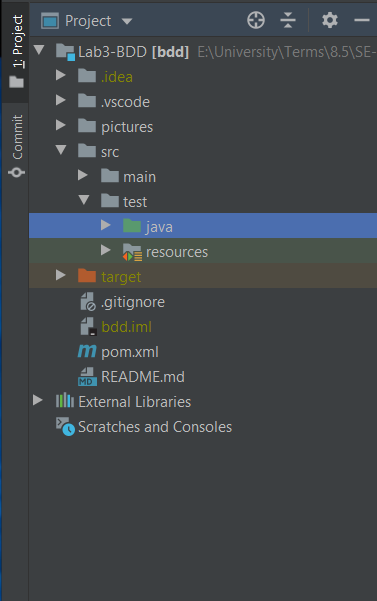 1: Project
Commit
Project
Lab3-BDD [bdd] E:\University\Terms\8.5\SE-
.idea
.vscode
pictures
src
main
test
java
resources
target
.gitignore
bdd.iml
m pom.xml
MD README.md
External Libraries
Scratches and Consoles